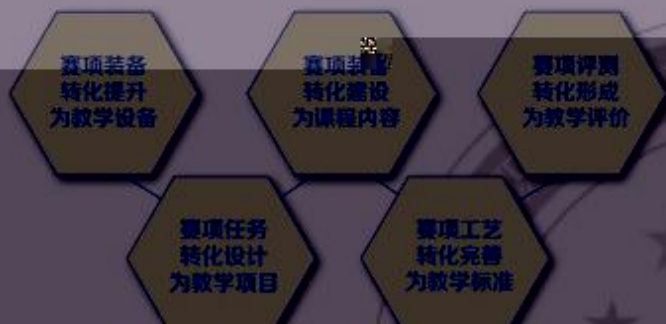 赛项装备
转化提升
为教学设备
赛项装备
转化建设
为课程内容
赛项评测
转化形成
为教学评价
赛项任务
转化设计
为教学项目
赛项工艺
转化完善
为教学标准